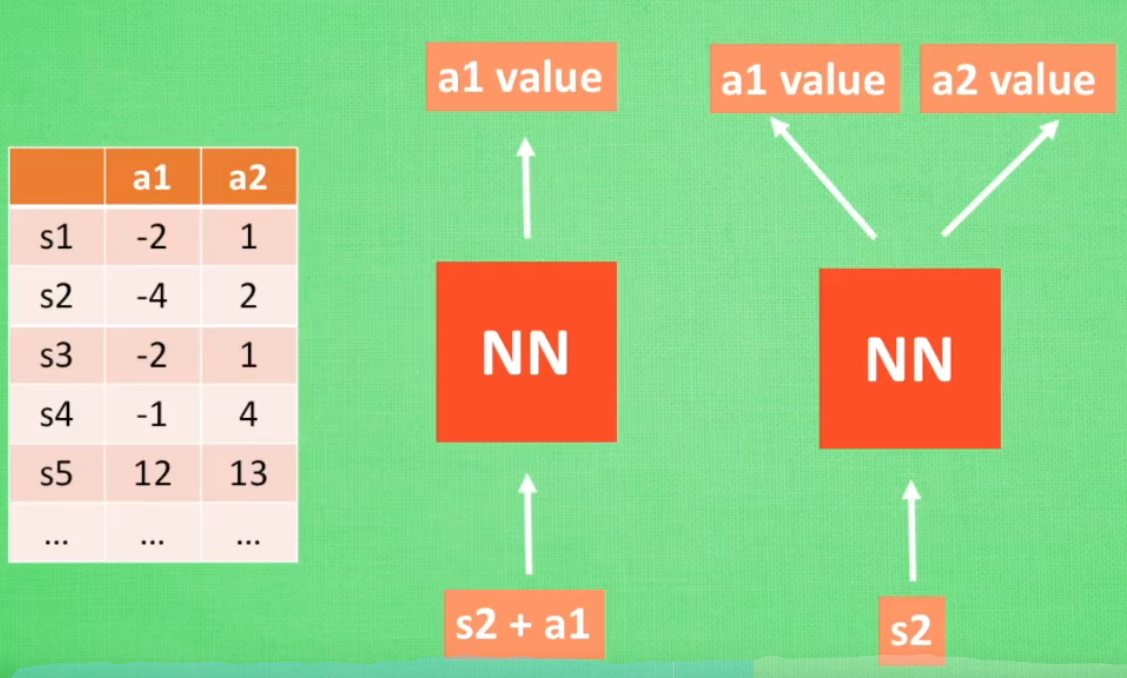 a1 value
a1 value a2 value
a1 a2
s1 -2 1
s2 -4 2
s3 -2 1
s4 -1 4
s5 12 13
... ... ...
NN
NN
s2 + a1
s2